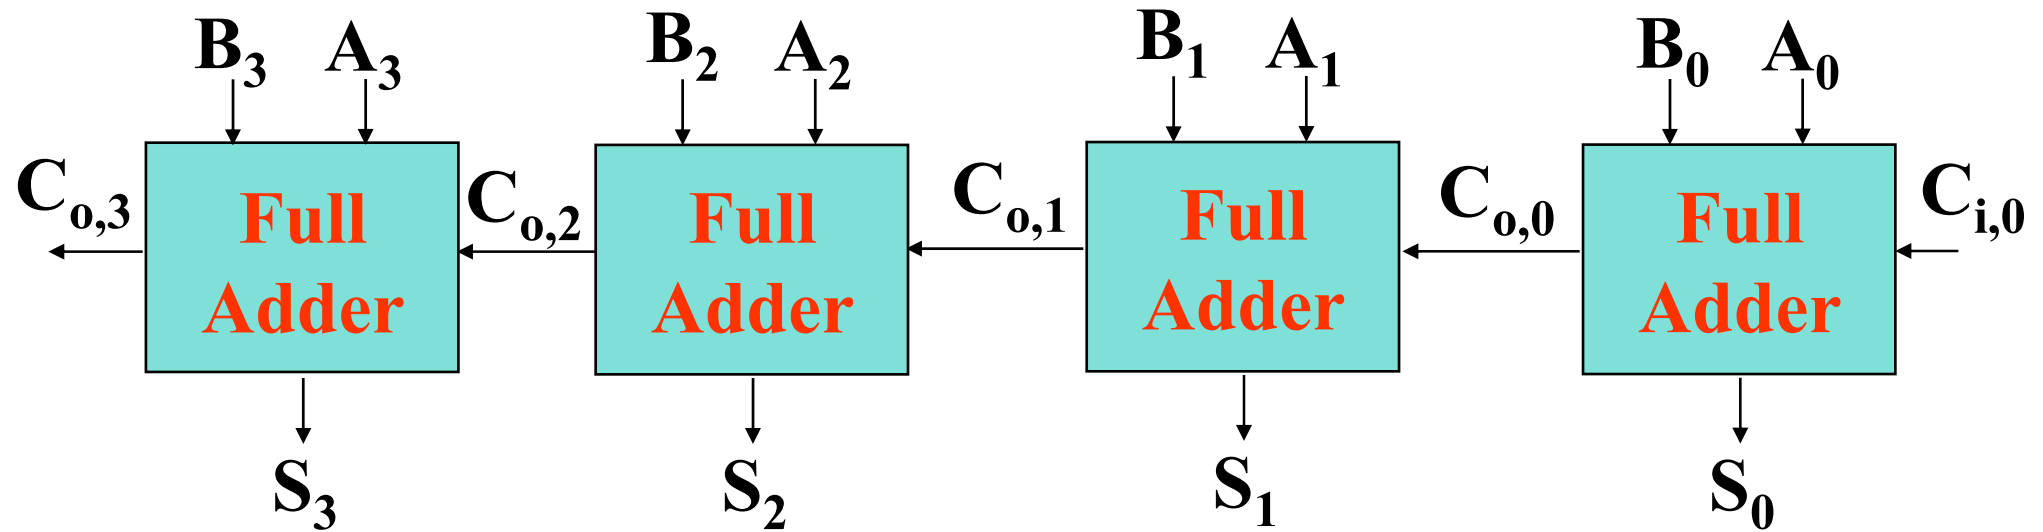 B3 A3 B2 A2 B1 A1 B0 A0
Co,3 Full Adder Co,2 Full Adder Co,1 Full Adder Co,0 Full Adder Ci,0
S3 S2 S1 S0